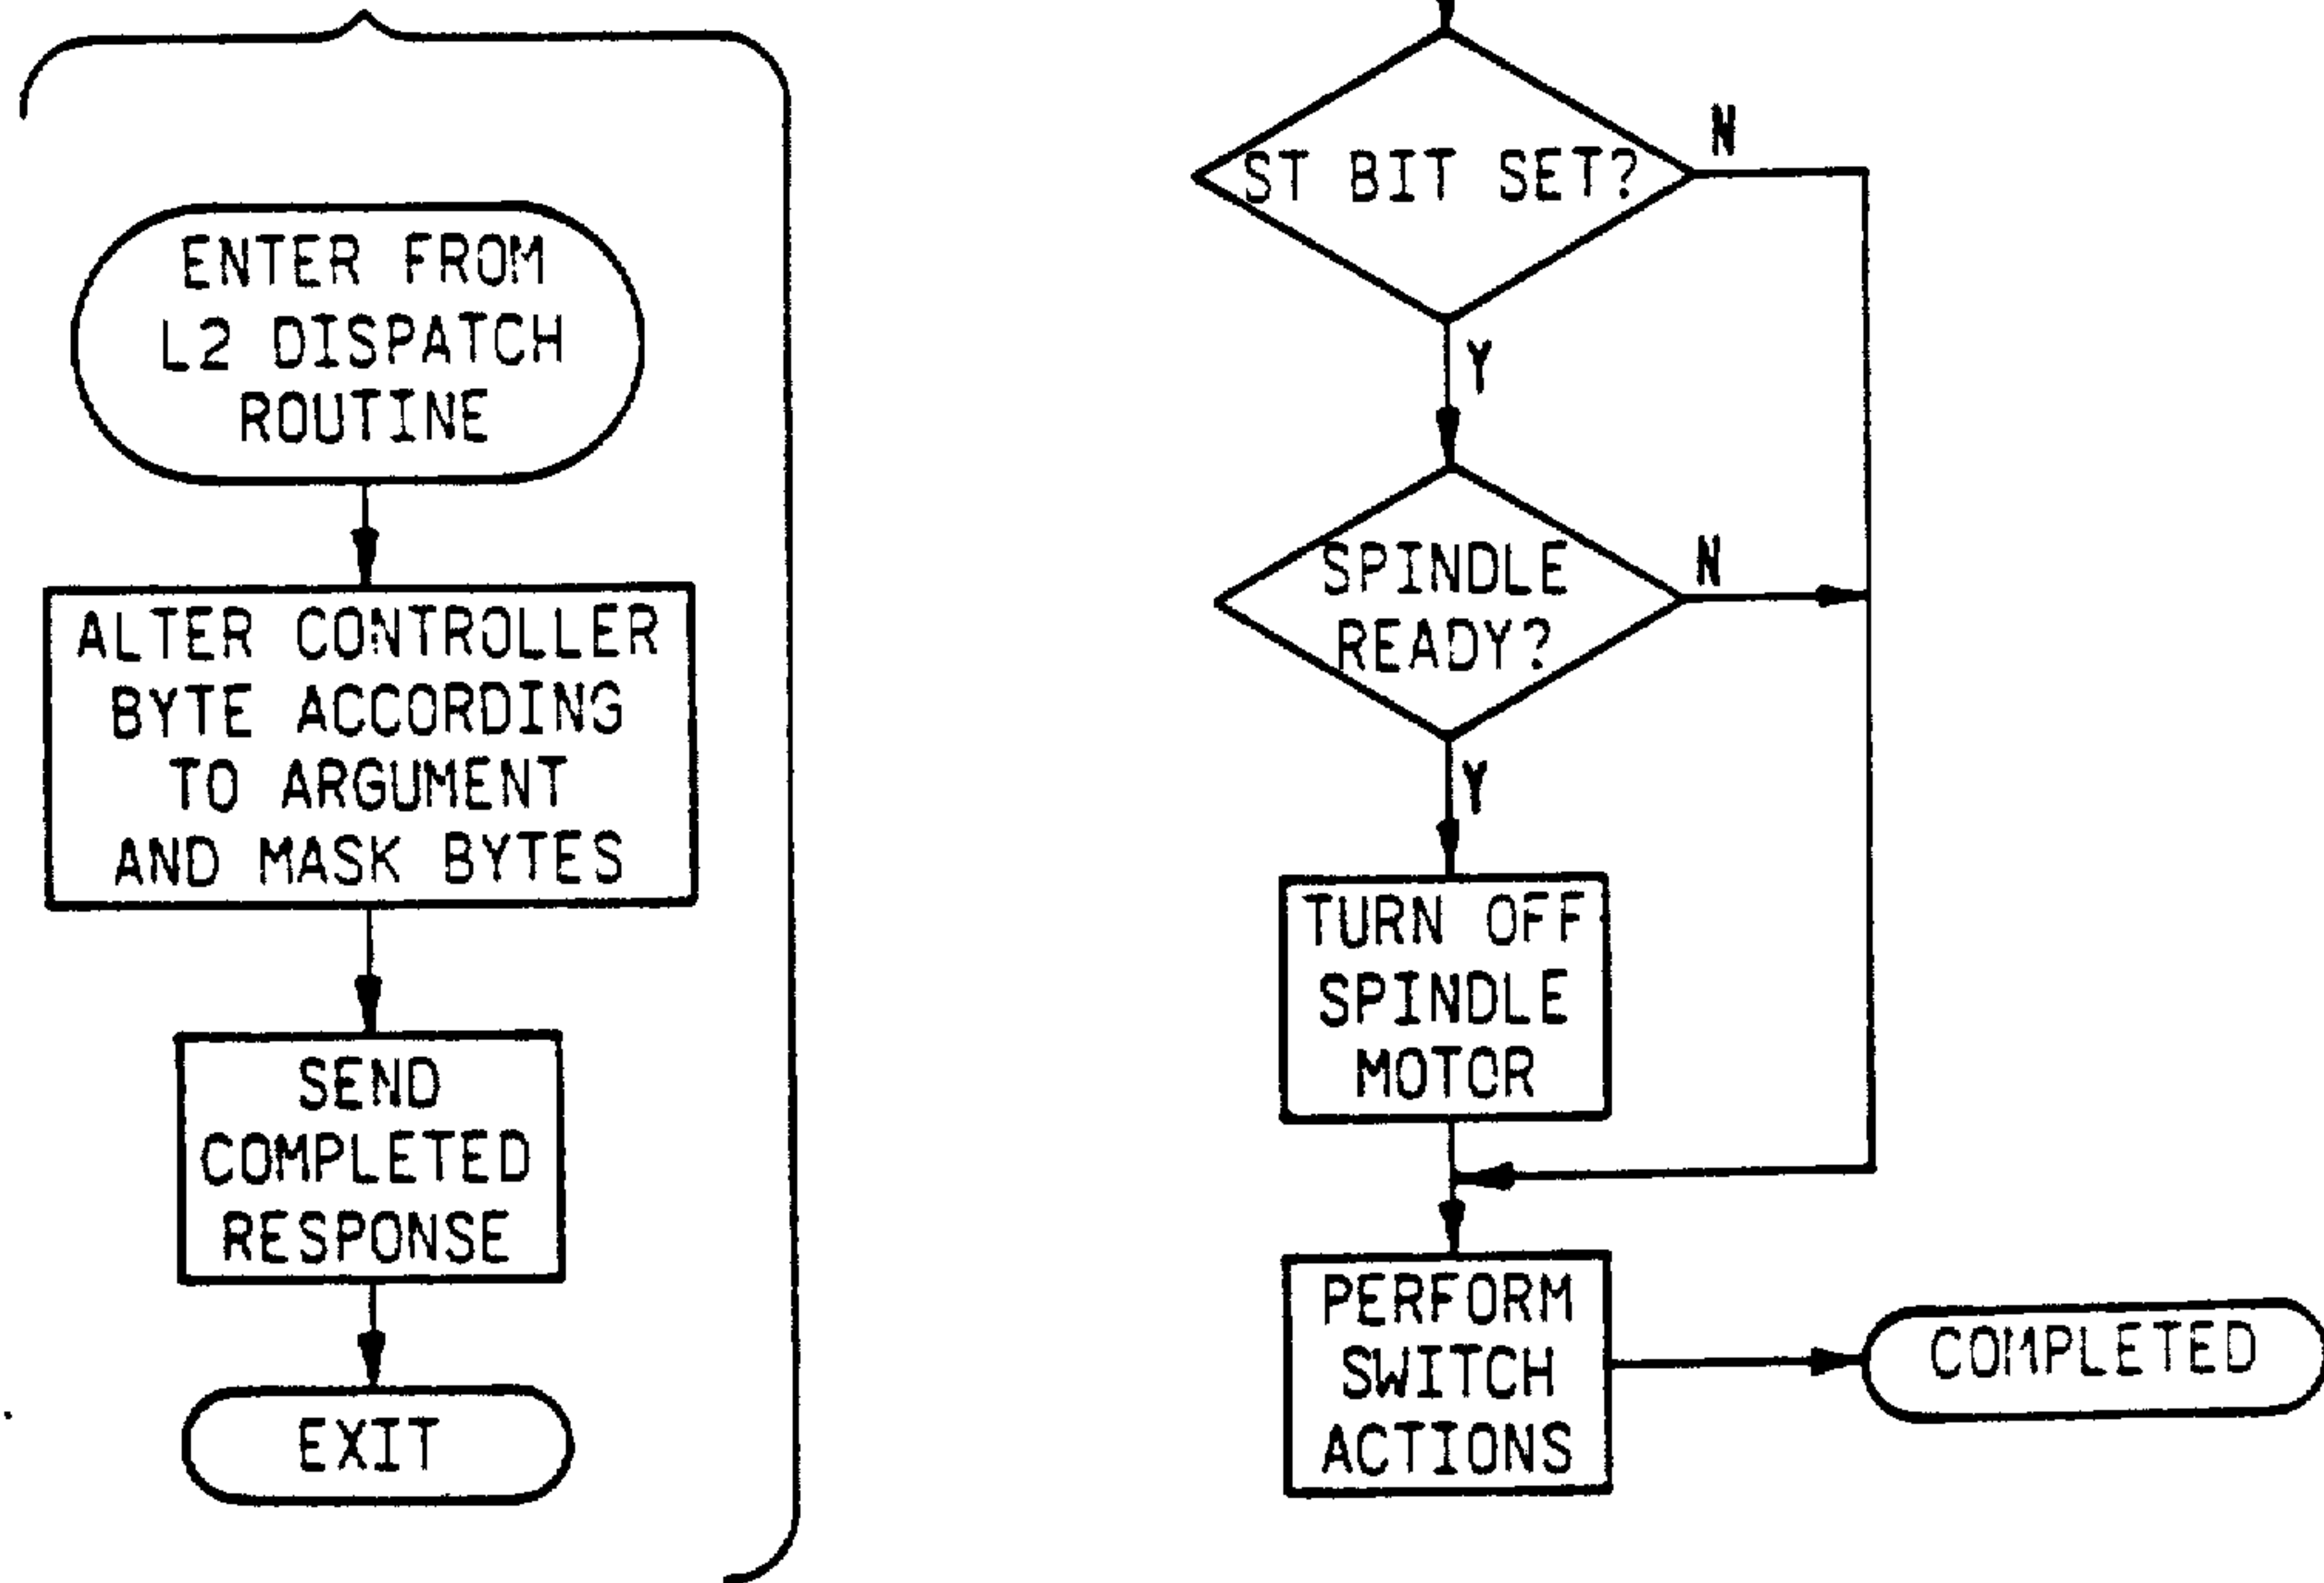 ENTER FROM
L2 DISPATCH
ROUTINE
ALTER CONTROLLER
BYTE ACCORDING
TO ARGUMENT
AND MASK BYTES
SEND
COMPLETED
RESPONSE
EXIT
ST BIT SET?
N
Y
SPINDLE
READY?
N
Y
TURN OFF
SPINDLE
MOTOR
PERFORM
SWITCH
ACTIONS
COMPLETED